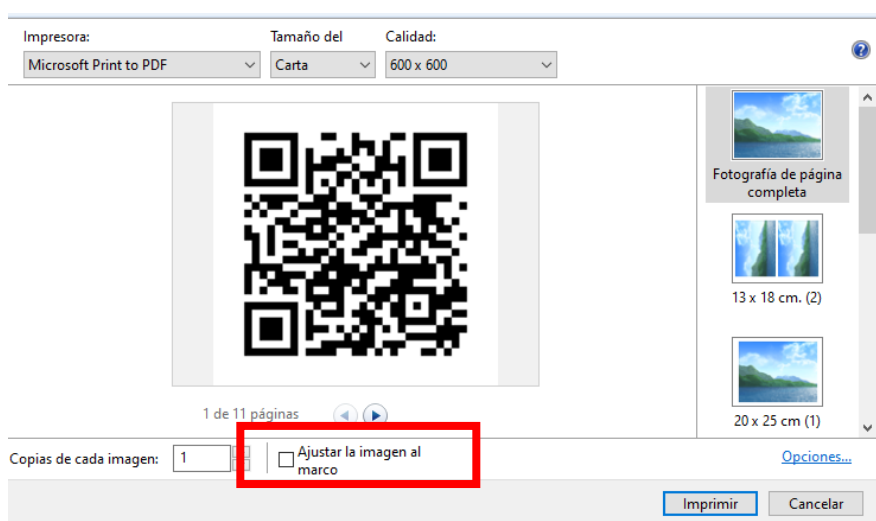 Impresora:
Tamaño del
Calidad:
Microsoft Print to PDF
Carta
600 x 600
?
Fotografía de página
completa
13 x 18 cm. (2)
20 x 25 cm (1)
1 de 11 páginas
Copias de cada imagen:
1
Ajustar la imagen al
marco
Opciones...
Imprimir
Cancelar